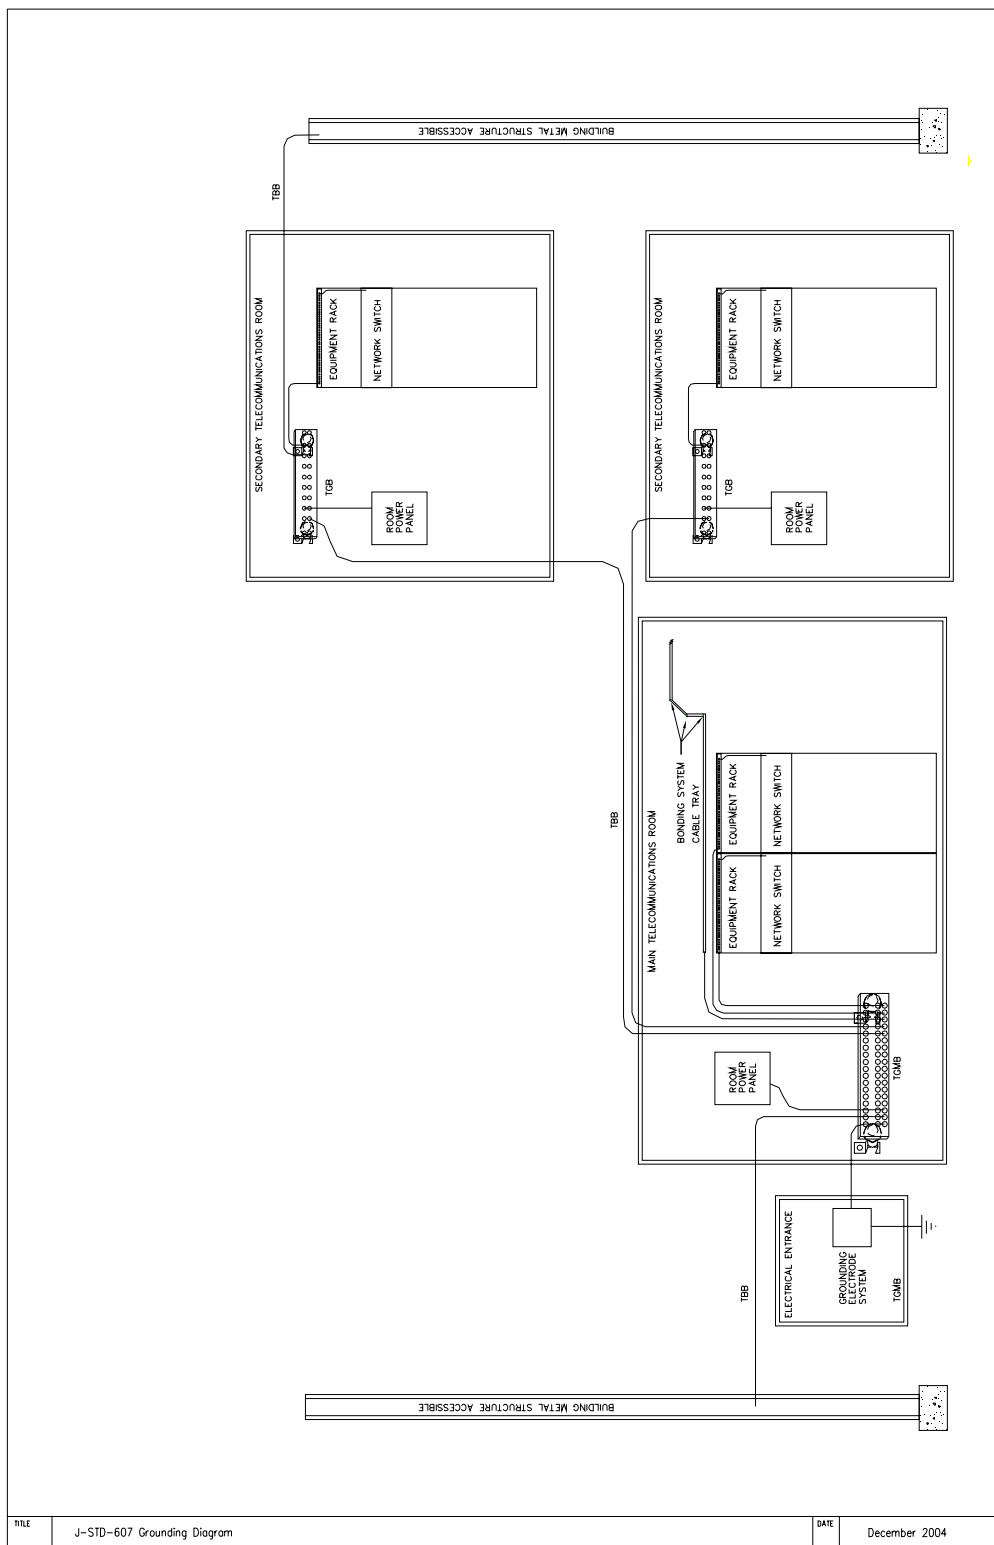 BUILDING METAL STRUCTURE ACCESSIBLE
TBB
SECONDARY TELECOMMUNICATIONS ROOM
EQUIPMENT RACK
NETWORK SWITCH
TGB
ROOM
POWER
PANEL
SECONDARY TELECOMMUNICATIONS ROOM
EQUIPMENT RACK
NETWORK SWITCH
TGB
ROOM
POWER
PANEL
TBB
MAIN TELECOMMUNICATIONS ROOM
BONDING SYSTEM
CABLE TRAY
EQUIPMENT RACK
NETWORK SWITCH
EQUIPMENT RACK
NETWORK SWITCH
ROOM
POWER
PANEL
TGMB
ELECTRICAL ENTRANCE
GROUNDING
ELECTRODE
SYSTEM
TGMB
TBB
BUILDING METAL STRUCTURE ACCESSIBLE
TITLE
J-STD-607 Grounding Diagram
DATE
December 2004